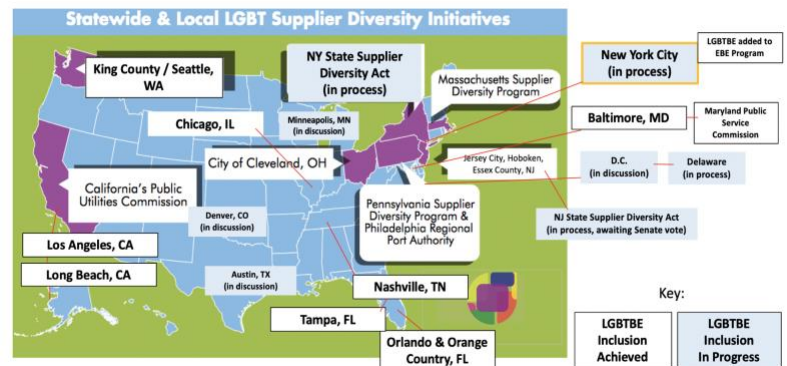 Statewide & Local LGBT Supplier Diversity Initiatives
King County / Seattle,
WA
NY State Supplier
Diversity Act
(in process)
Massachusetts Supplier
Diversity Program
New York City
(in process)
LGBTBE
added to
EBE Program
Chicago, IL
Minneapolis, MN
(in discussion)
Baltimore, MD
Maryland Public
Service
Commission
City of Cleveland, OH
Jersey City, Hoboken,
Essex County, NJ
D.C.
(in discussion)
Delaware
(in process)
California's Public
Utilities Commission
Pennsylvania Supplier
Diversity Program &
Philadelphia Regional
Port Authority
Denver, CO
(in discussion)
NJ State Supplier Diversity Act
(in process, awaiting Senate vote)
Los Angeles, CA
Long Beach, CA
Austin, TX
(in discussion)
Nashville, TN
Tampa, FL
Orlando & Orange
Country, FL
Key:
LGBTBE
Inclusion
Achieved
LGBTBE
Inclusion
In Progress